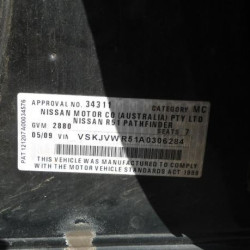 APPROVAL NO. 34311 CATEGORY MC
NISSAN MOTOR CO (AUSTRALIA) PTY LTD
NISSAN R51 PATHFINDER
GVM 2880 SEATS 7
05/09 VIN VSKJVWR51A0306284
THIS VEHICLE WAS MANUFACTURED TO COMPLY
WITH THE MOTOR VEHICLE STANDARDS ACT 1989